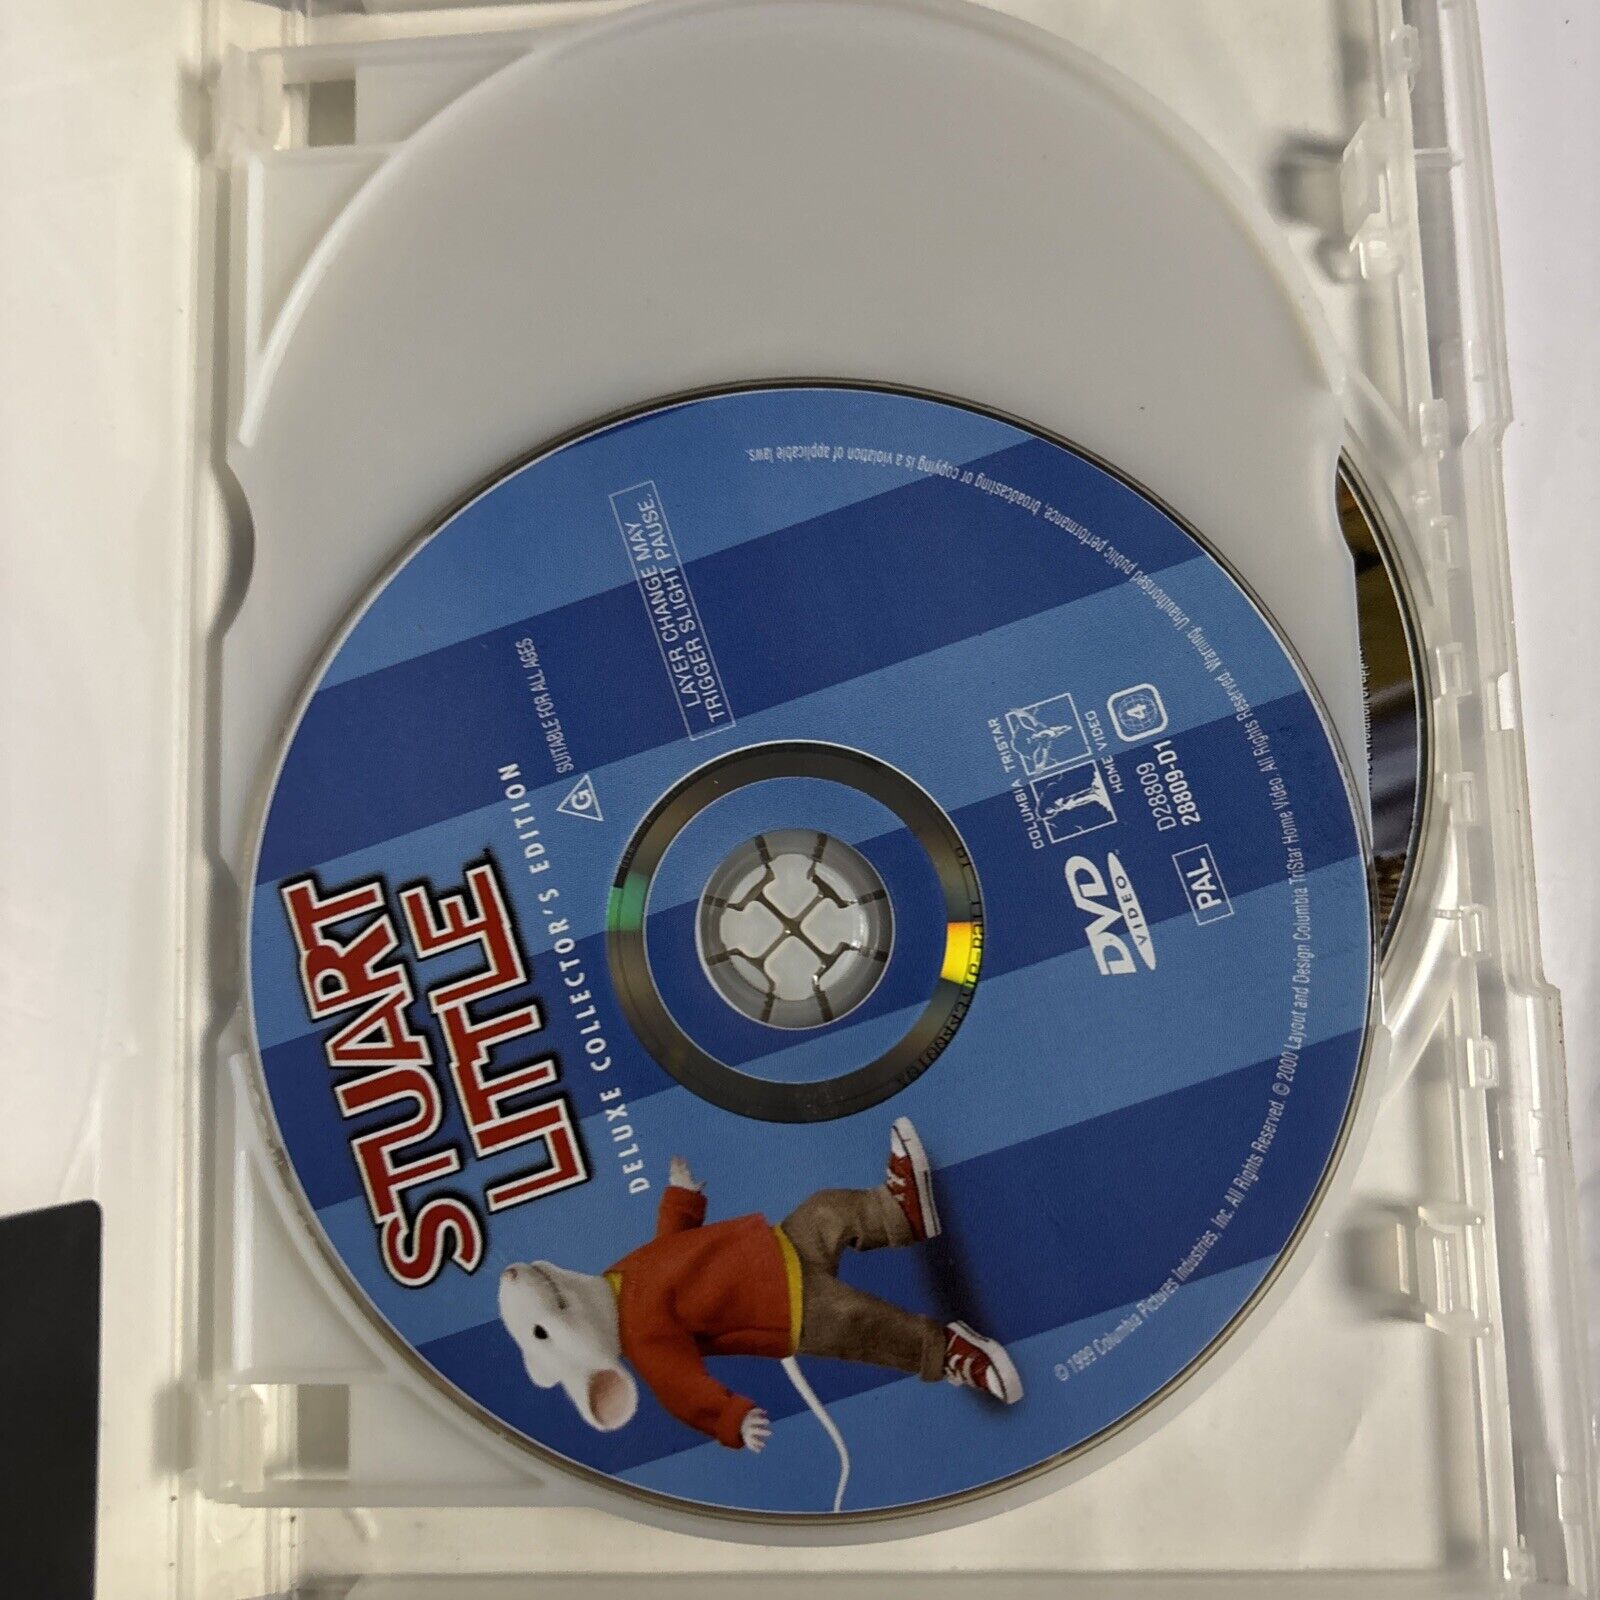 STUART
LITTLE
DELUXE COLLECTOR'S EDITION
G SUITABLE FOR ALL AGES
LAYER CHANGE MAY
TRIGGER SLIGHT PAUSE.
COLUMBIA TRISTAR
HOME VIDEO
4
DVD
VIDEO
D28809
28809-D1
PAL
© 1999 Columbia Pictures Industries, Inc. All Rights Reserved. © 2000 Layout and Design Columbia TriStar Home Video. All Rights Reserved. Warning. Unauthorised public performance, broadcasting or copying is a violation of applicable laws.